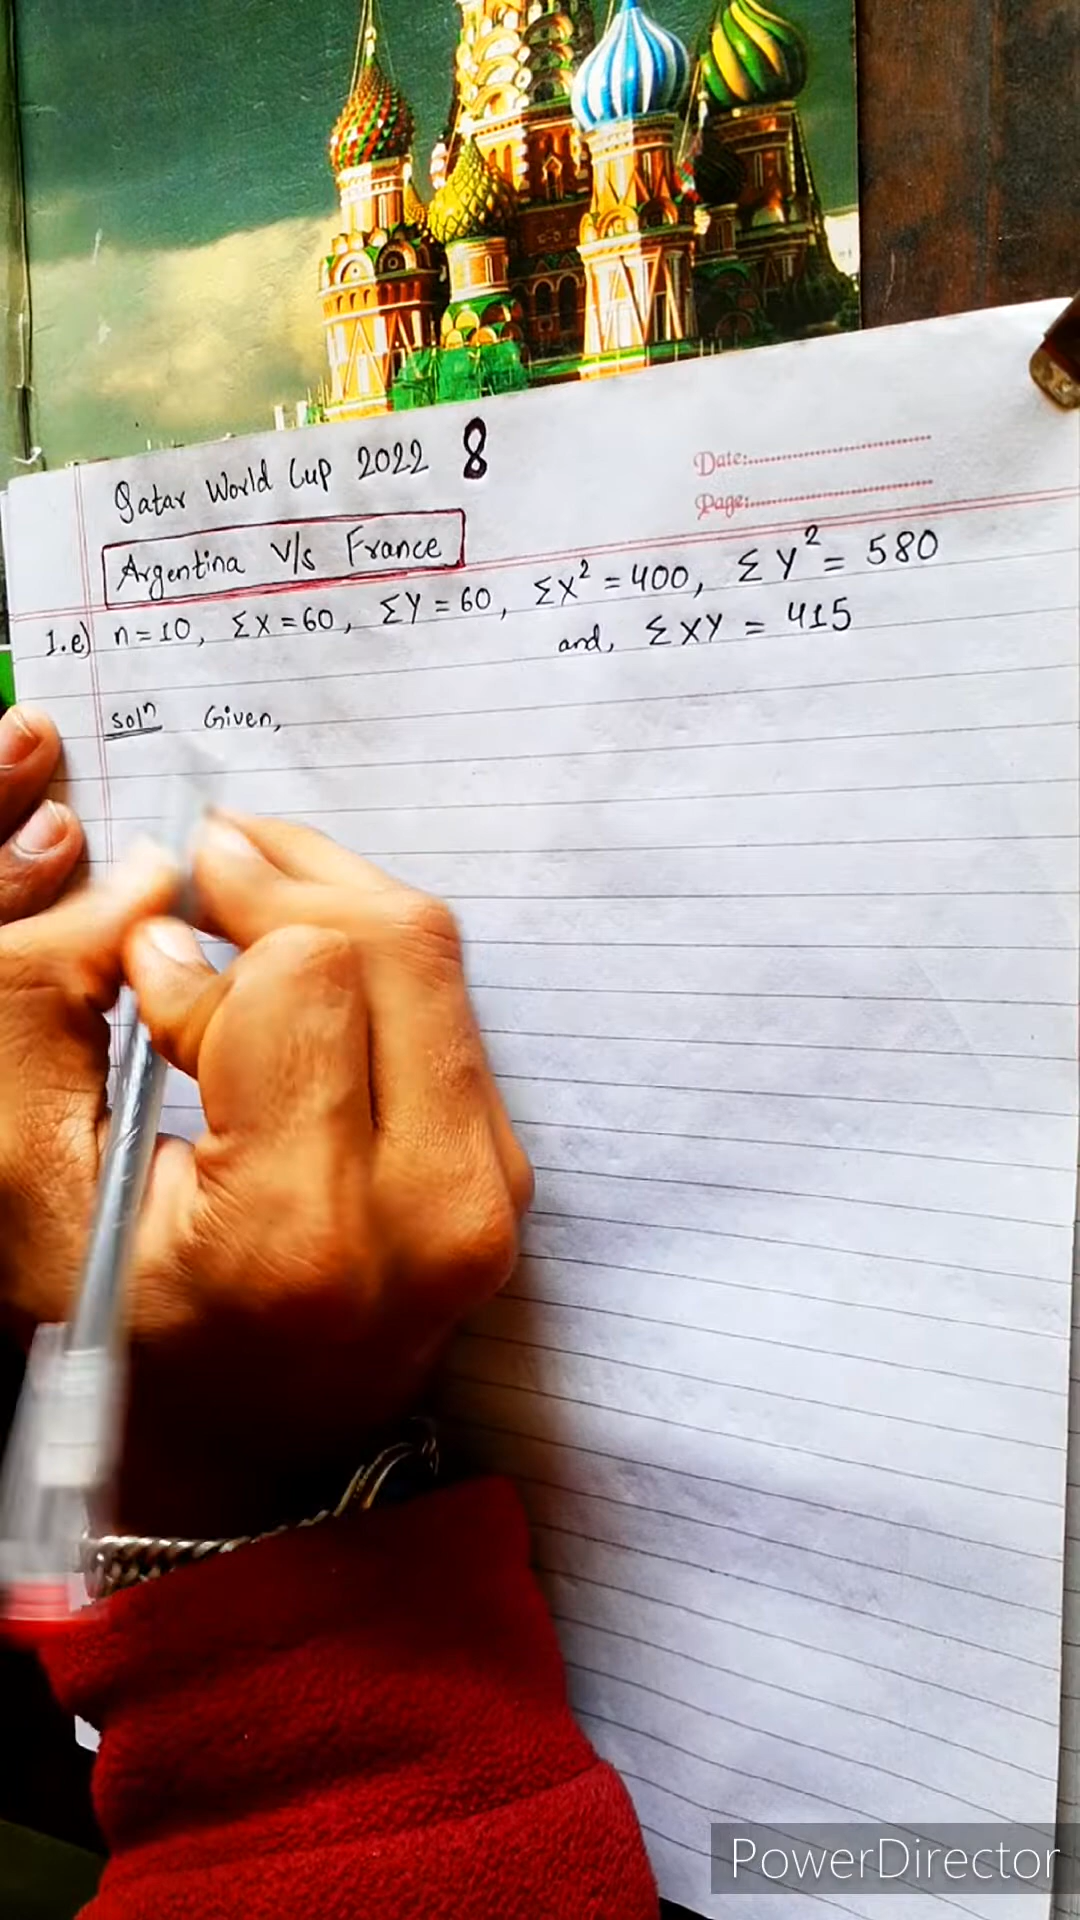 Qatar World Cup 2022 8
Date:
Page:
Argentina V/s France
1.e) n=10, ΣX=60, ΣY=60, ΣX²=400, ΣY²=580
and, ΣXY = 415
Solⁿ Given,
PowerDirector